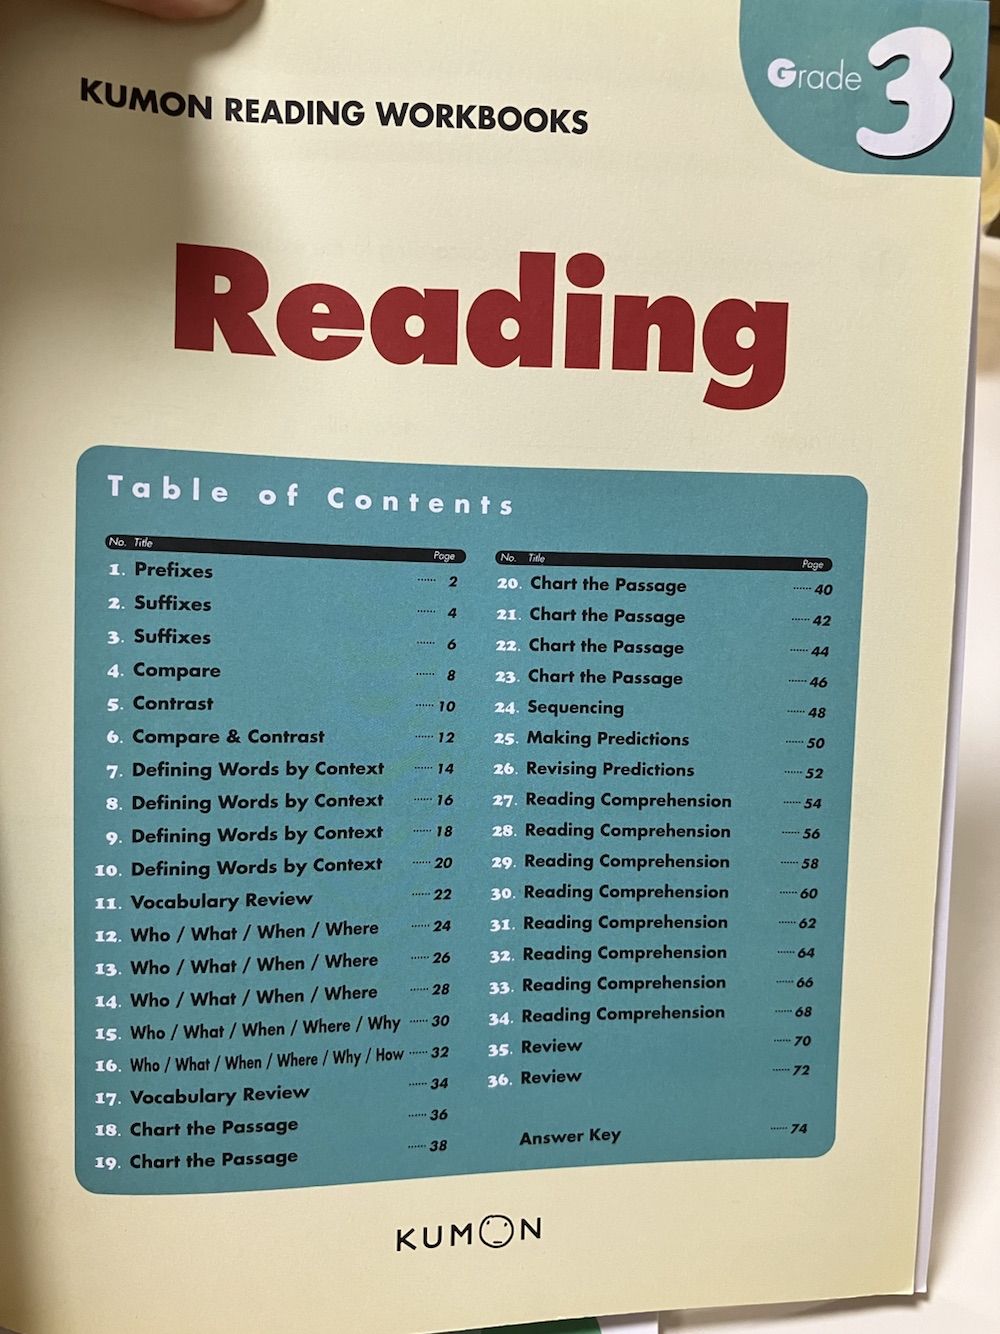 Grade 3
KUMON READING WORKBOOKS
Reading
Table of Contents
No. Title Page
1. Prefixes ...... 2
2. Suffixes ...... 4
3. Suffixes ...... 6
4. Compare ...... 8
5. Contrast ...... 10
6. Compare & Contrast ...... 12
7. Defining Words by Context ...... 14
8. Defining Words by Context ...... 16
9. Defining Words by Context ...... 18
10. Defining Words by Context ...... 20
11. Vocabulary Review ...... 22
12. Who / What / When / Where ...... 24
13. Who / What / When / Where ...... 26
14. Who / What / When / Where ...... 28
15. Who / What / When / Where / Why ...... 30
16. Who / What / When / Where / Why / How ...... 32
17. Vocabulary Review ...... 34
18. Chart the Passage ...... 36
19. Chart the Passage ...... 38
No. Title Page
20. Chart the Passage ...... 40
21. Chart the Passage ...... 42
22. Chart the Passage ...... 44
23. Chart the Passage ...... 46
24. Sequencing ...... 48
25. Making Predictions ...... 50
26. Revising Predictions ...... 52
27. Reading Comprehension ...... 54
28. Reading Comprehension ...... 56
29. Reading Comprehension ...... 58
30. Reading Comprehension ...... 60
31. Reading Comprehension ...... 62
32. Reading Comprehension ...... 64
33. Reading Comprehension ...... 66
34. Reading Comprehension ...... 68
35. Review ...... 70
36. Review ...... 72
Answer Key ...... 74
KUMON